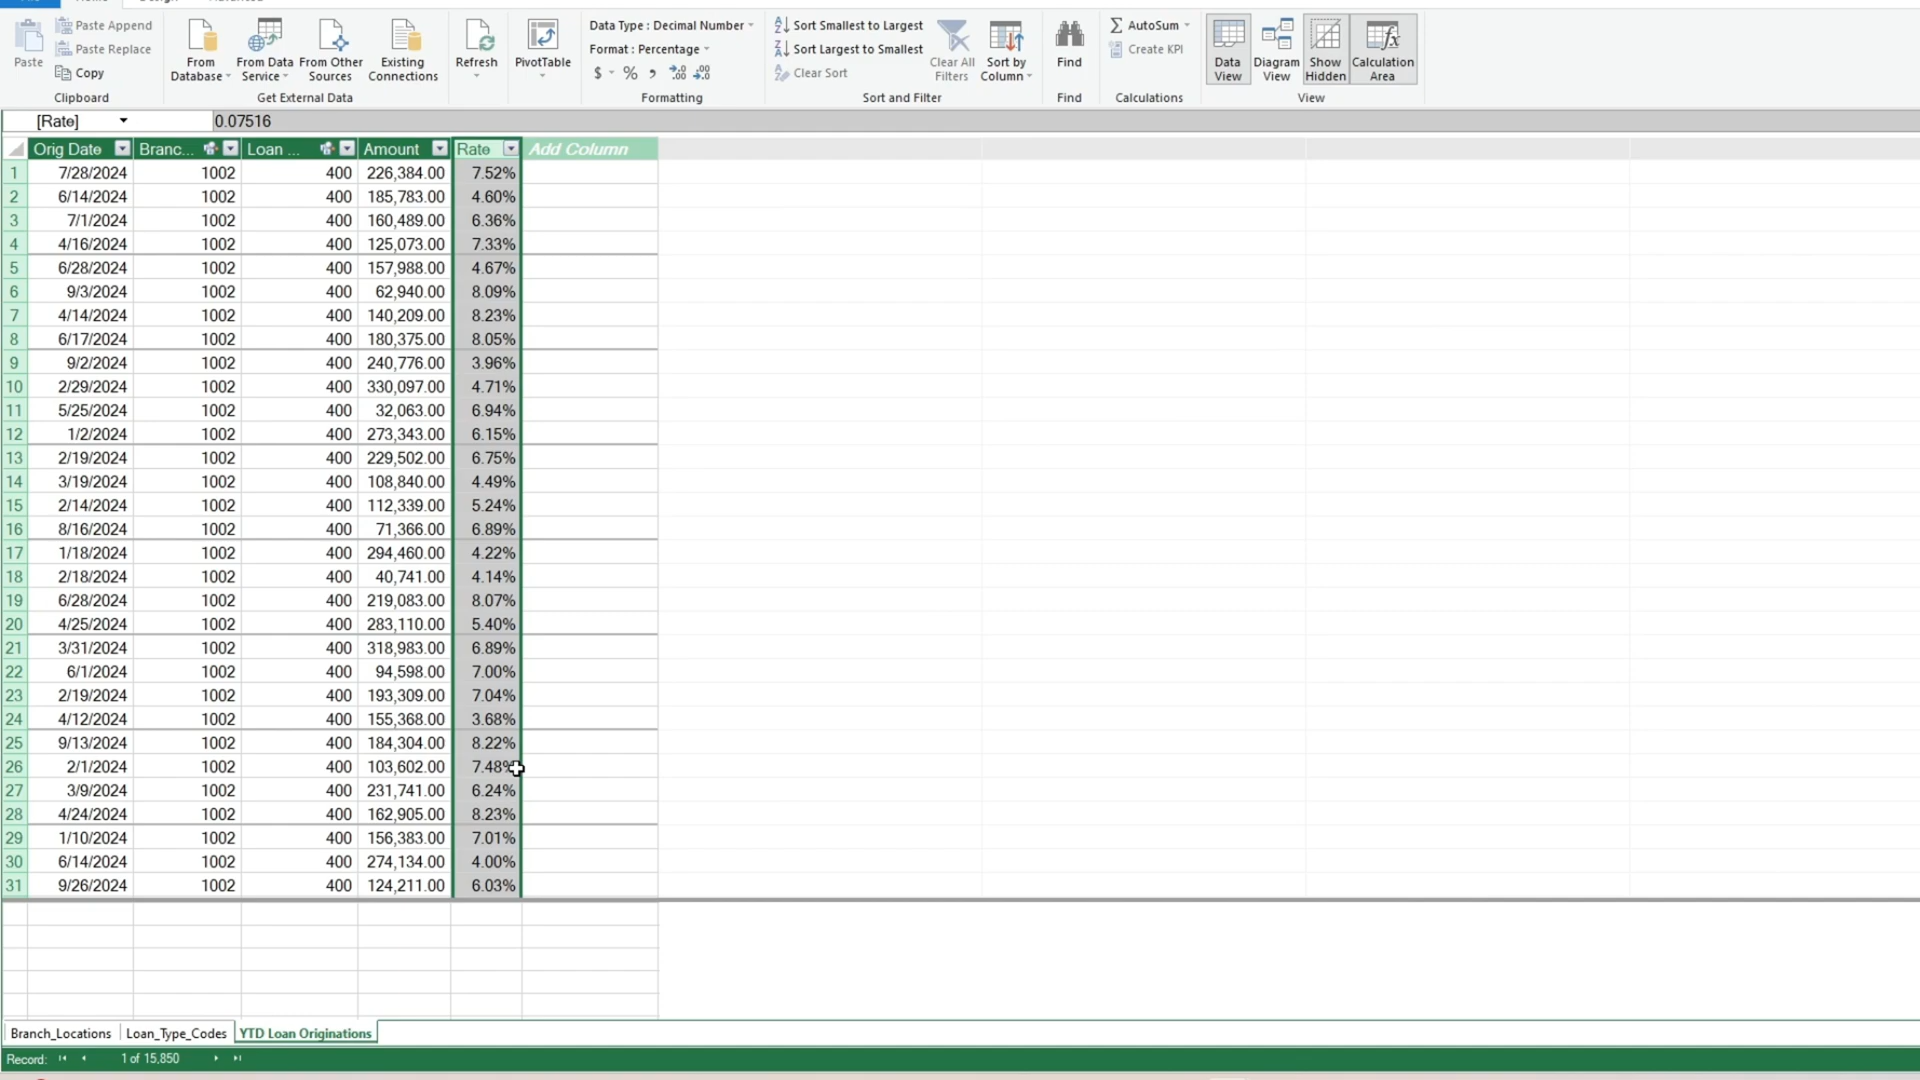 Paste
Paste Append
Paste Replace
Copy
Clipboard
From Database
From Data Service
From Other Sources
Existing Connections
Get External Data
Refresh
PivotTable
Data Type : Decimal Number
Format : Percentage
$ % , .00 .00
Formatting
Sort Smallest to Largest
Sort Largest to Smallest
Clear Sort
Clear All Filters
Sort by Column
Sort and Filter
Find
Find
AutoSum
Create KPI
Calculations
Data View
Diagram View
Show Hidden
Calculation Area
View
[Rate] 0.07516
Orig Date Branc... Loan ... Amount Rate Add Column
1 7/28/2024 1002 400 226,384.00 7.52%
2 6/14/2024 1002 400 185,783.00 4.60%
3 7/1/2024 1002 400 160,489.00 6.36%
4 4/16/2024 1002 400 125,073.00 7.33%
5 6/28/2024 1002 400 157,988.00 4.67%
6 9/3/2024 1002 400 62,940.00 8.09%
7 4/14/2024 1002 400 140,209.00 8.23%
8 6/17/2024 1002 400 180,375.00 8.05%
9 9/2/2024 1002 400 240,776.00 3.96%
10 2/29/2024 1002 400 330,097.00 4.71%
11 5/25/2024 1002 400 32,063.00 6.94%
12 1/2/2024 1002 400 273,343.00 6.15%
13 2/19/2024 1002 400 229,502.00 6.75%
14 3/19/2024 1002 400 108,840.00 4.49%
15 2/14/2024 1002 400 112,339.00 5.24%
16 8/16/2024 1002 400 71,366.00 6.89%
17 1/18/2024 1002 400 294,460.00 4.22%
18 2/18/2024 1002 400 40,741.00 4.14%
19 6/28/2024 1002 400 219,083.00 8.07%
20 4/25/2024 1002 400 283,110.00 5.40%
21 3/31/2024 1002 400 318,983.00 6.89%
22 6/1/2024 1002 400 94,598.00 7.00%
23 2/19/2024 1002 400 193,309.00 7.04%
24 4/12/2024 1002 400 155,368.00 3.68%
25 9/13/2024 1002 400 184,304.00 8.22%
26 2/1/2024 1002 400 103,602.00 7.48%
27 3/9/2024 1002 400 231,741.00 6.24%
28 4/24/2024 1002 400 162,905.00 8.23%
29 1/10/2024 1002 400 156,383.00 7.01%
30 6/14/2024 1002 400 274,134.00 4.00%
31 9/26/2024 1002 400 124,211.00 6.03%
Branch_Locations Loan_Type_Codes YTD Loan Originations
Record: 1 of 15,850